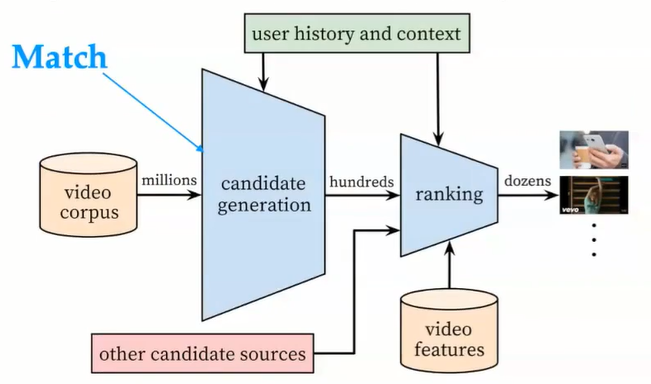 user history and context
Match
video
corpus
millions
candidate
generation
hundreds
ranking
dozens
vevo
other candidate sources
video
features